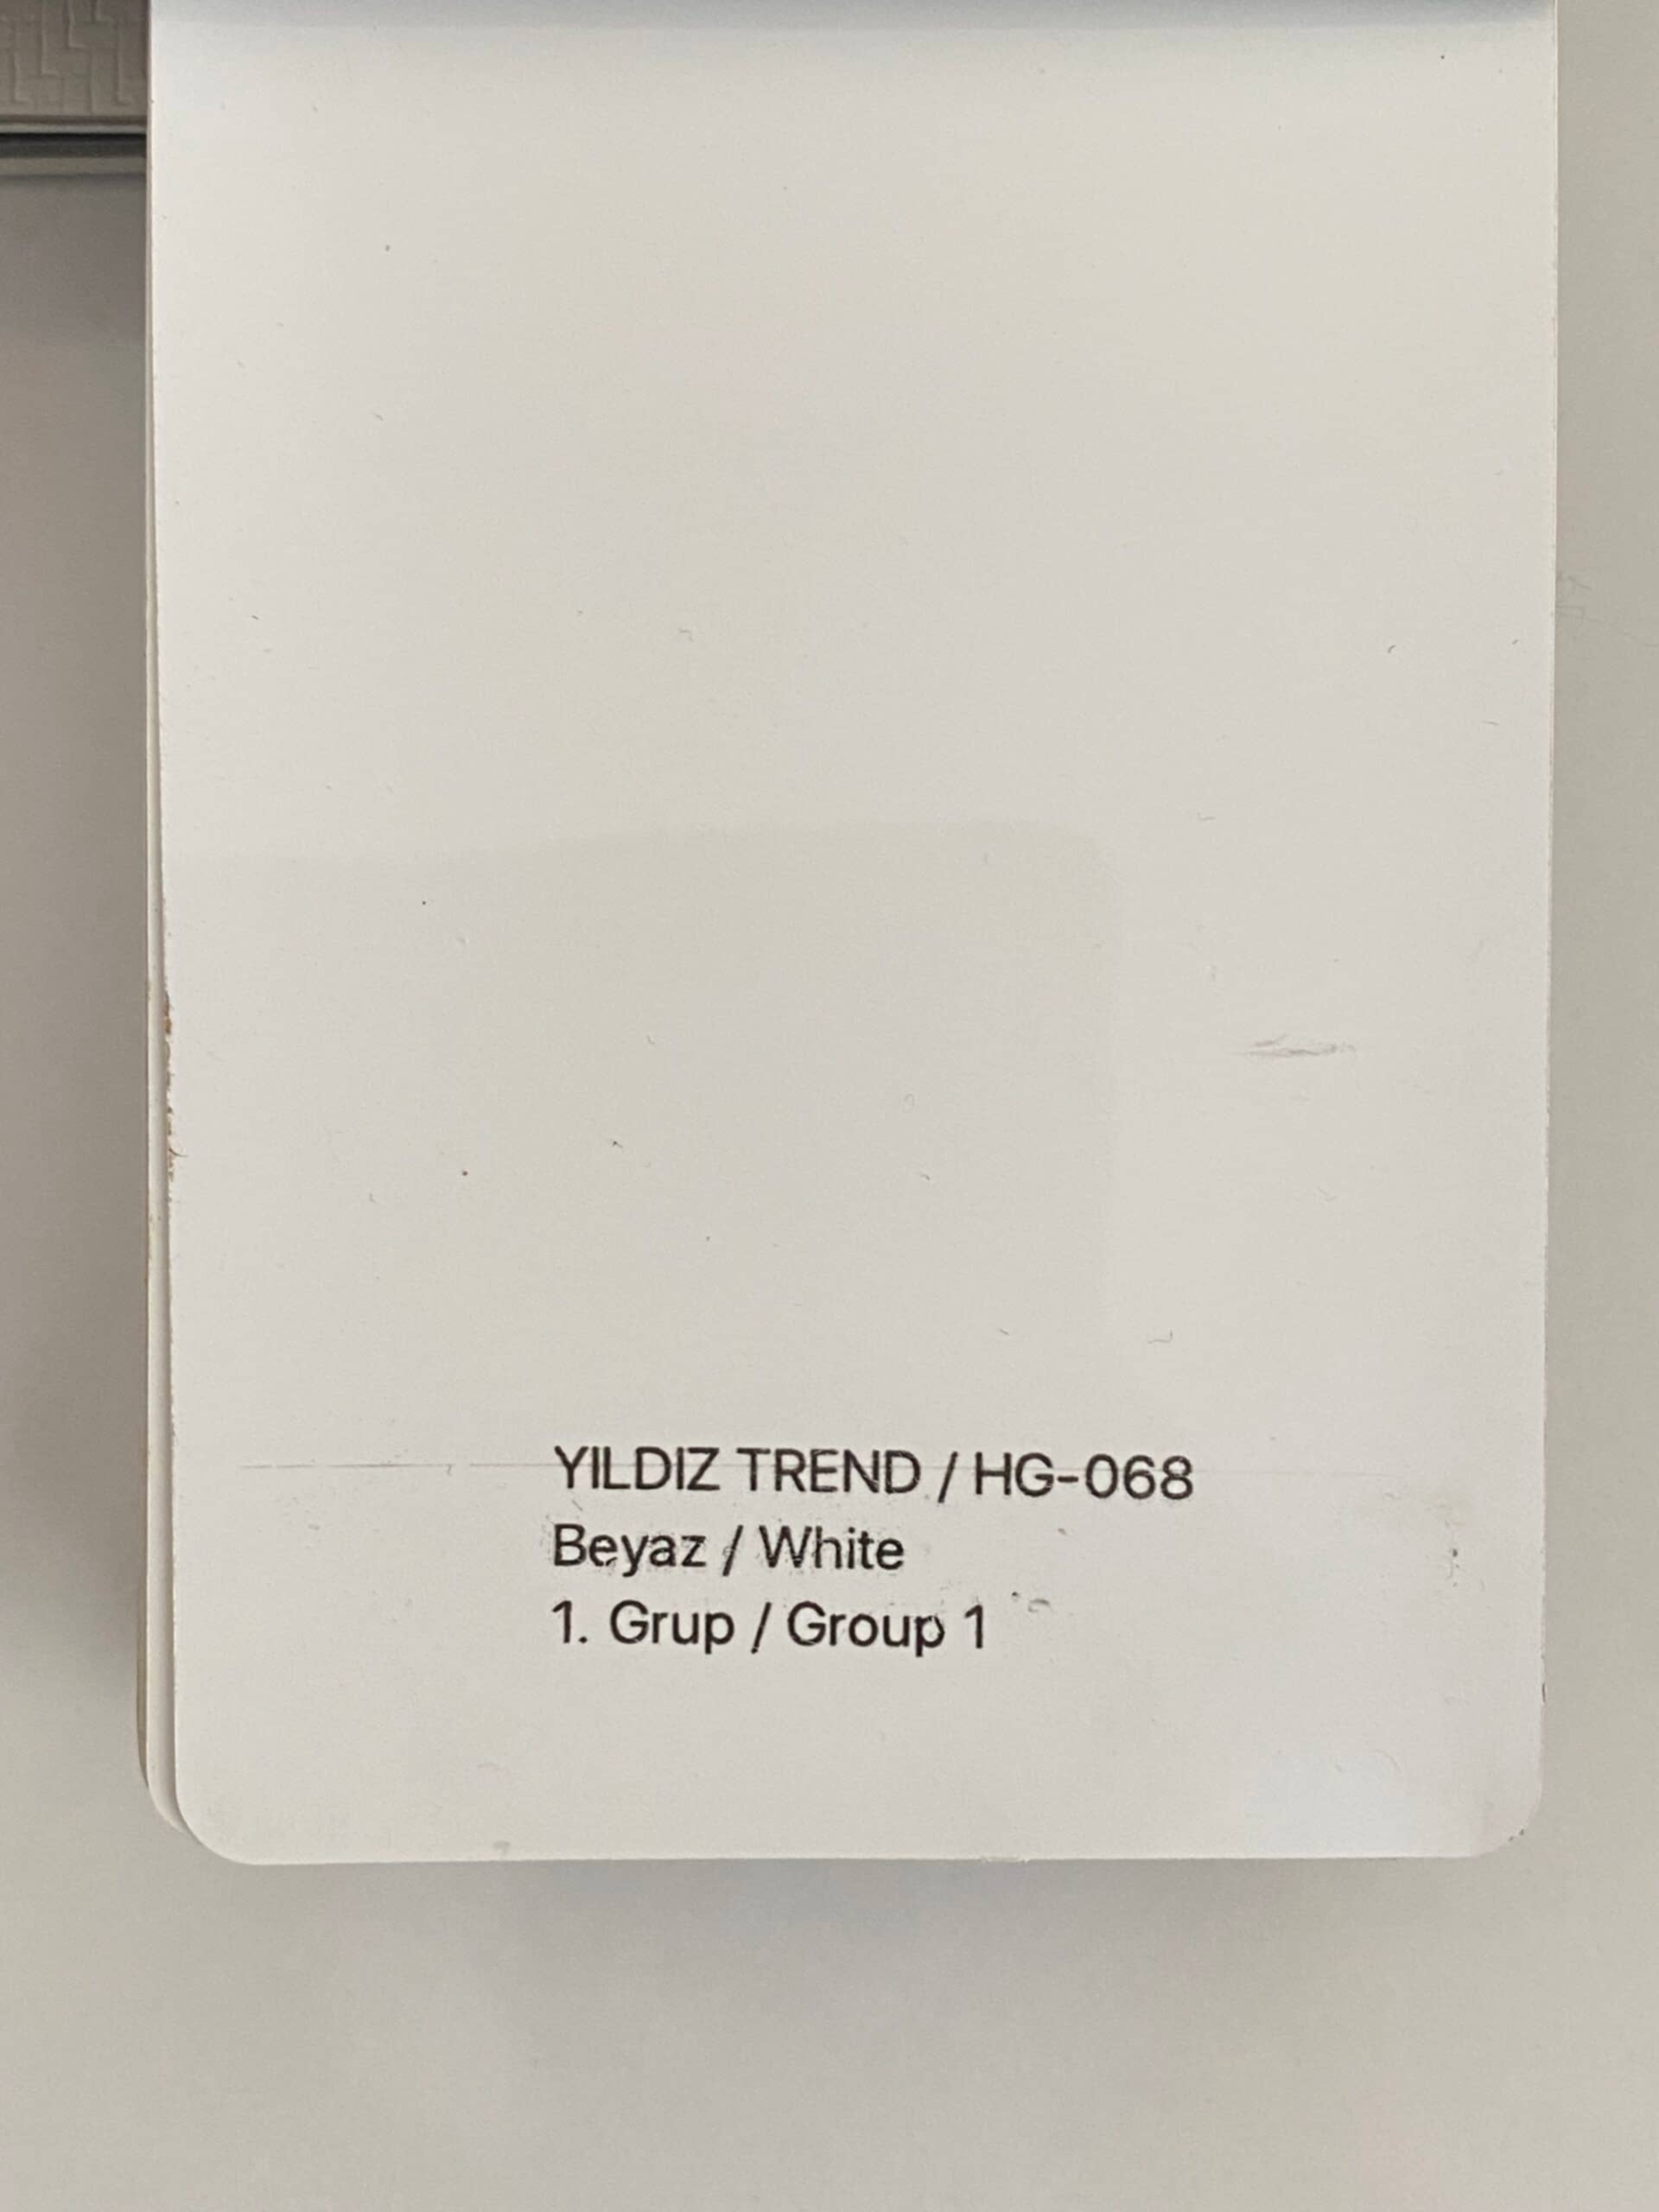 YILDIZ TREND / HG-068
Beyaz / White
1. Grup / Group 1